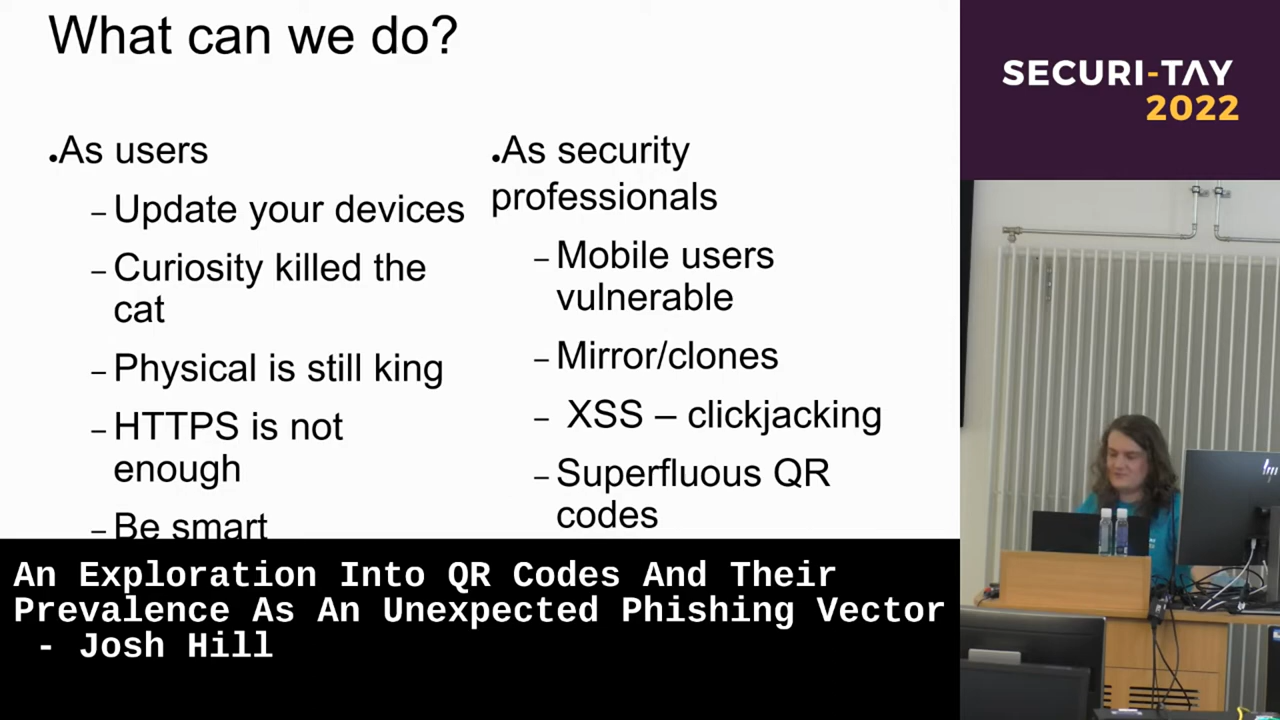 What can we do?
•As users
– Update your devices
– Curiosity killed the
cat
– Physical is still king
– HTTPS is not
enough
– Be smart
•As security
professionals
– Mobile users
vulnerable
– Mirror/clones
– XSS – clickjacking
– Superfluous QR
codes
SECURI-TAY
2022
hp
An Exploration Into QR Codes And Their
Prevalence As An Unexpected Phishing Vector
- Josh Hill